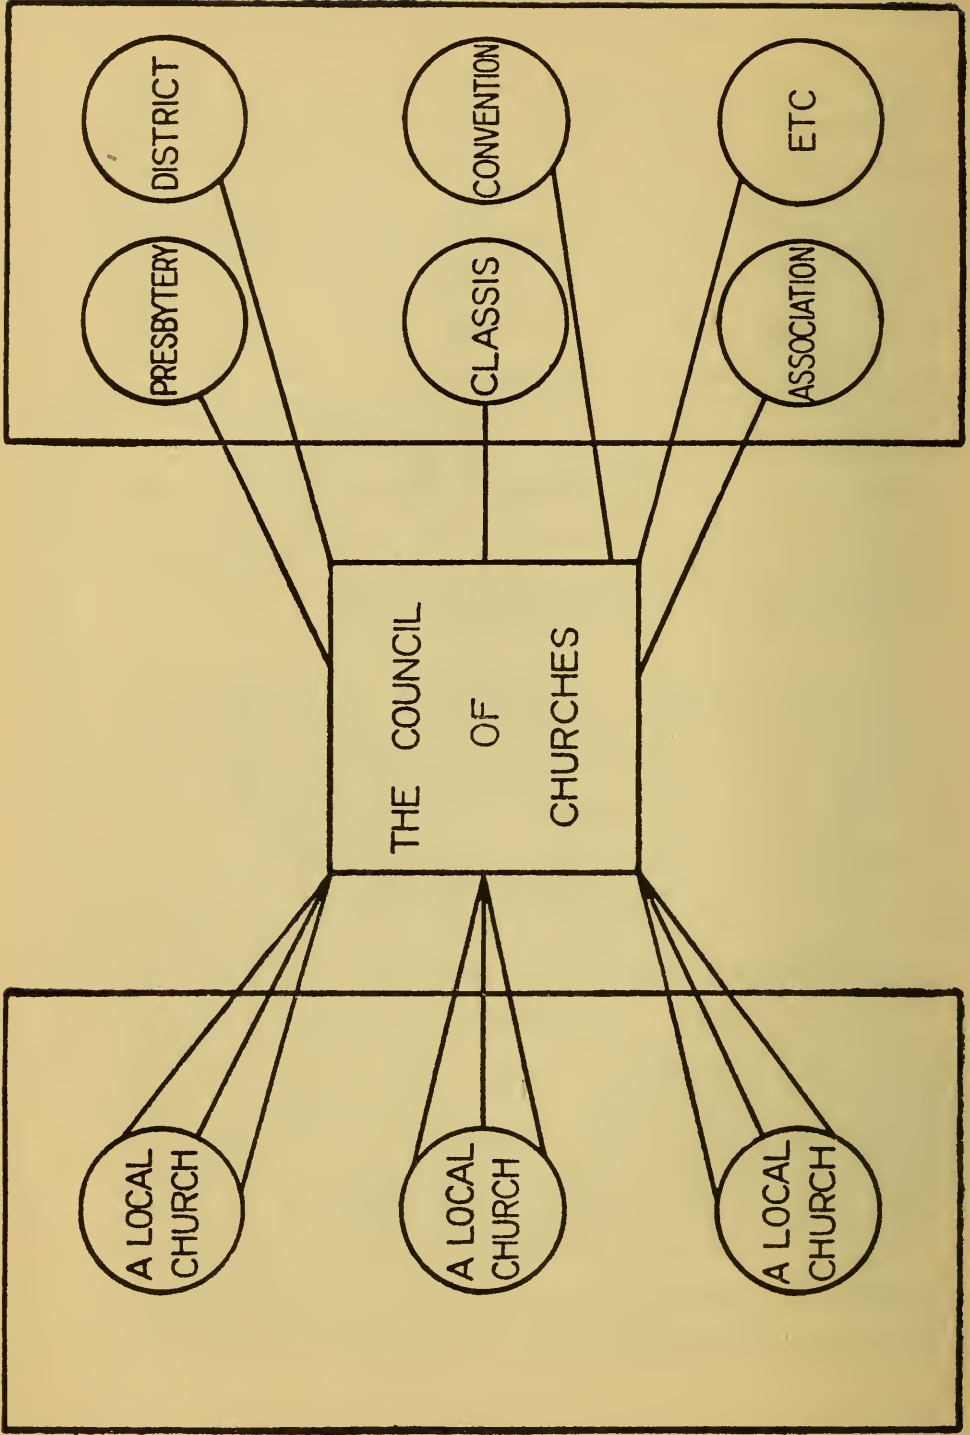 A LOCAL
CHURCH
PRESBYTERY
DISTRICT
A LOCAL
CHURCH
THE COUNCIL
OF
CHURCHES
CLASSIS
CONVENTION
A LOCAL
CHURCH
ASSOCIATION
ETC